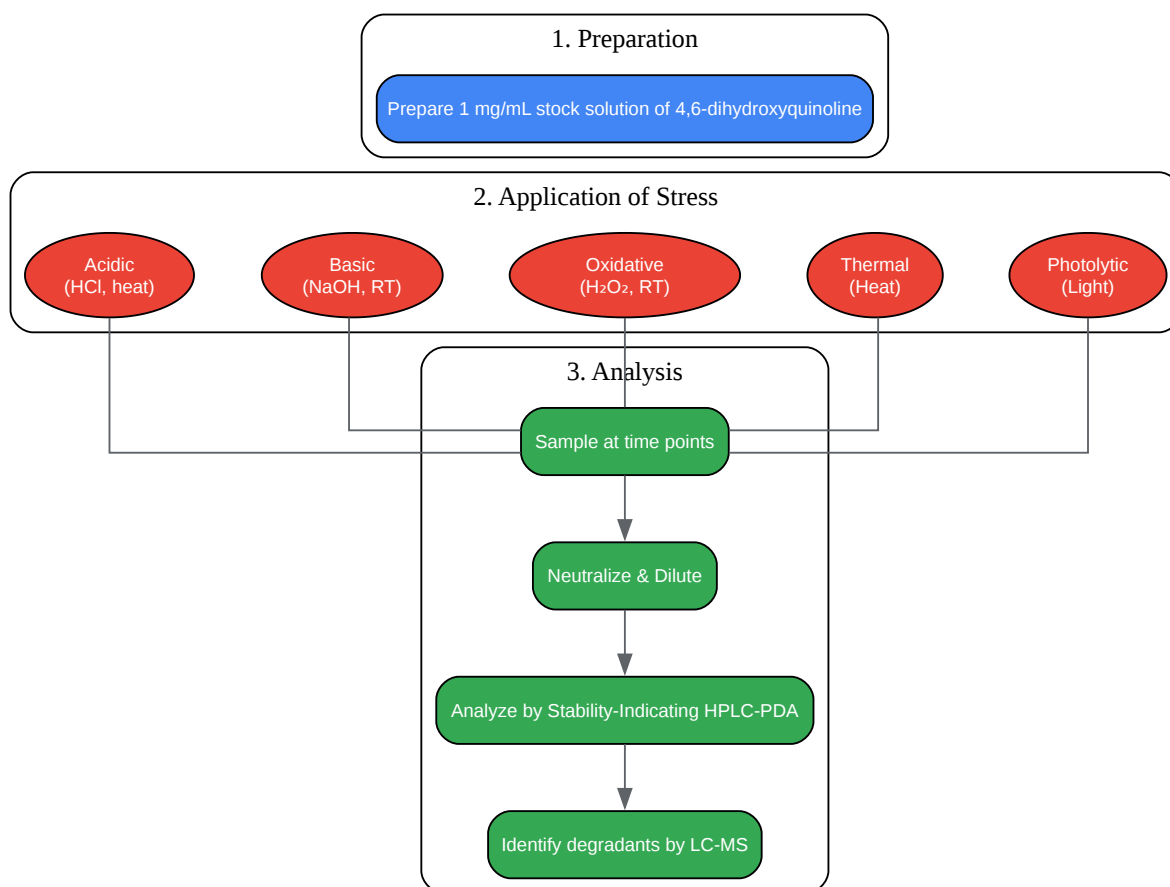 1. Preparation
Prepare 1 mg/mL stock solution of 4,6-dihydroxyquinoline
2. Application of Stress
Acidic
(HCl, heat)
Basic
(NaOH, RT)
Oxidative
(H₂O₂, RT)
Thermal
(Heat)
Photolytic
(Light)
3. Analysis
Sample at time points
Neutralize & Dilute
Analyze by Stability-Indicating HPLC-PDA
Identify degradants by LC-MS